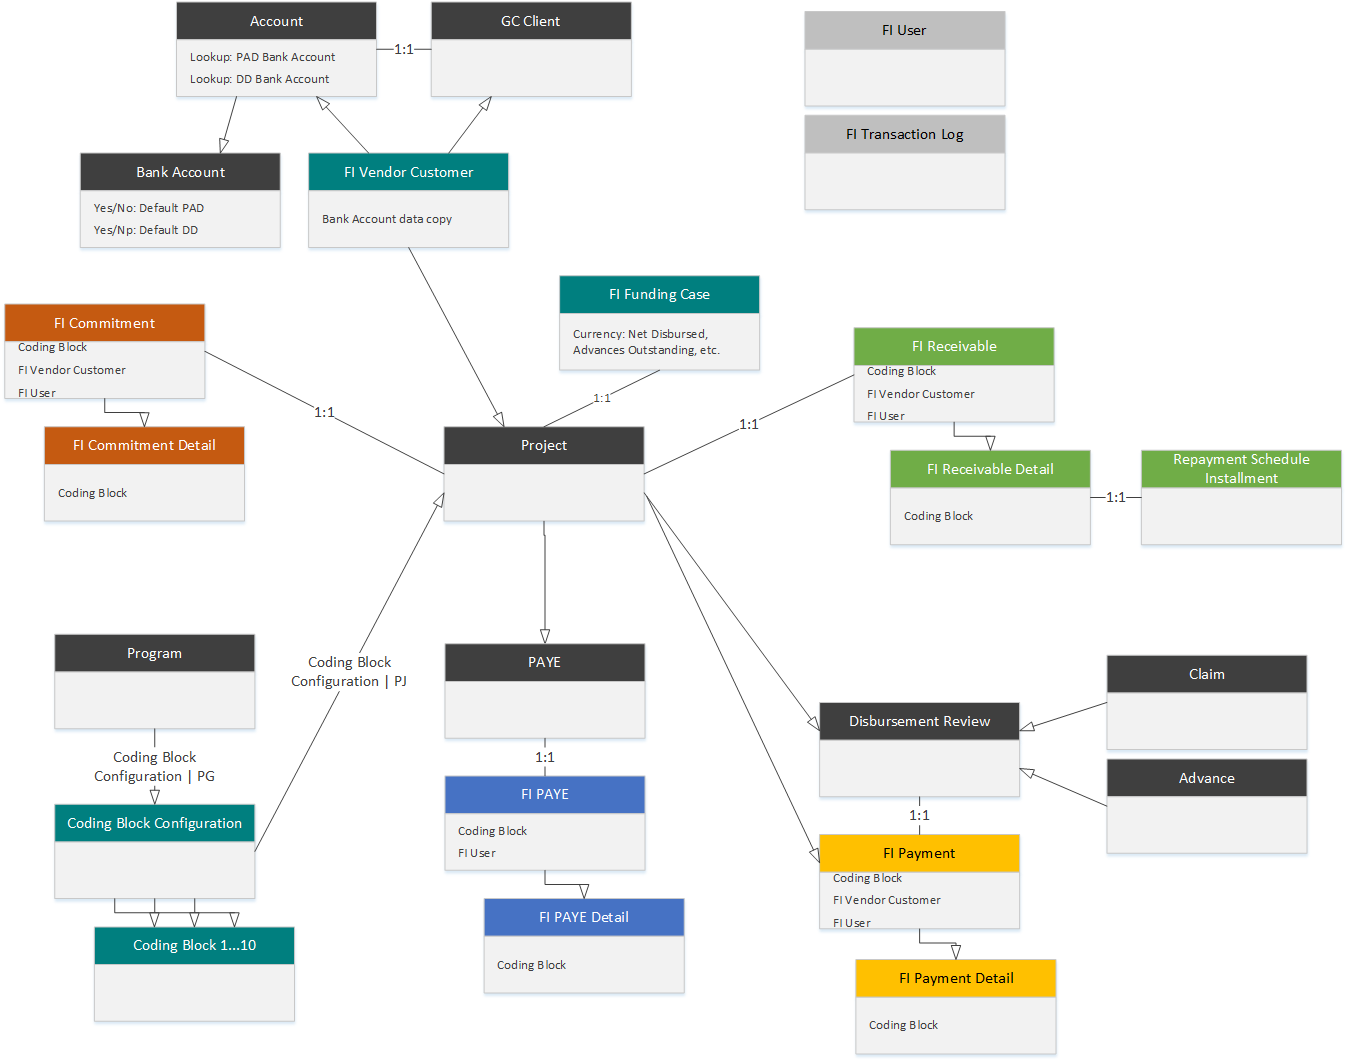 Account
Lookup: PAD Bank Account
Lookup: DD Bank Account
1:1
GC Client
FI User
FI Transaction Log
Bank Account
Yes/No: Default PAD
Yes/Np: Default DD
FI Vendor Customer
Bank Account data copy
FI Funding Case
Currency: Net Disbursed,
Advances Outstanding, etc.
1:1
FI Commitment
Coding Block
FI Vendor Customer
FI User
1:1
FI Commitment Detail
Coding Block
Project
FI Receivable
Coding Block
FI Vendor Customer
FI User
1:1
FI Receivable Detail
Coding Block
1:1
Repayment Schedule
Installment
Program
Coding Block
Configuration | PG
Coding Block Configuration
Coding Block 1...10
Coding Block
Configuration | PJ
PAYE
1:1
FI PAYE
Coding Block
FI User
FI PAYE Detail
Coding Block
Disbursement Review
1:1
Claim
Advance
FI Payment
Coding Block
FI Vendor Customer
FI User
FI Payment Detail
Coding Block